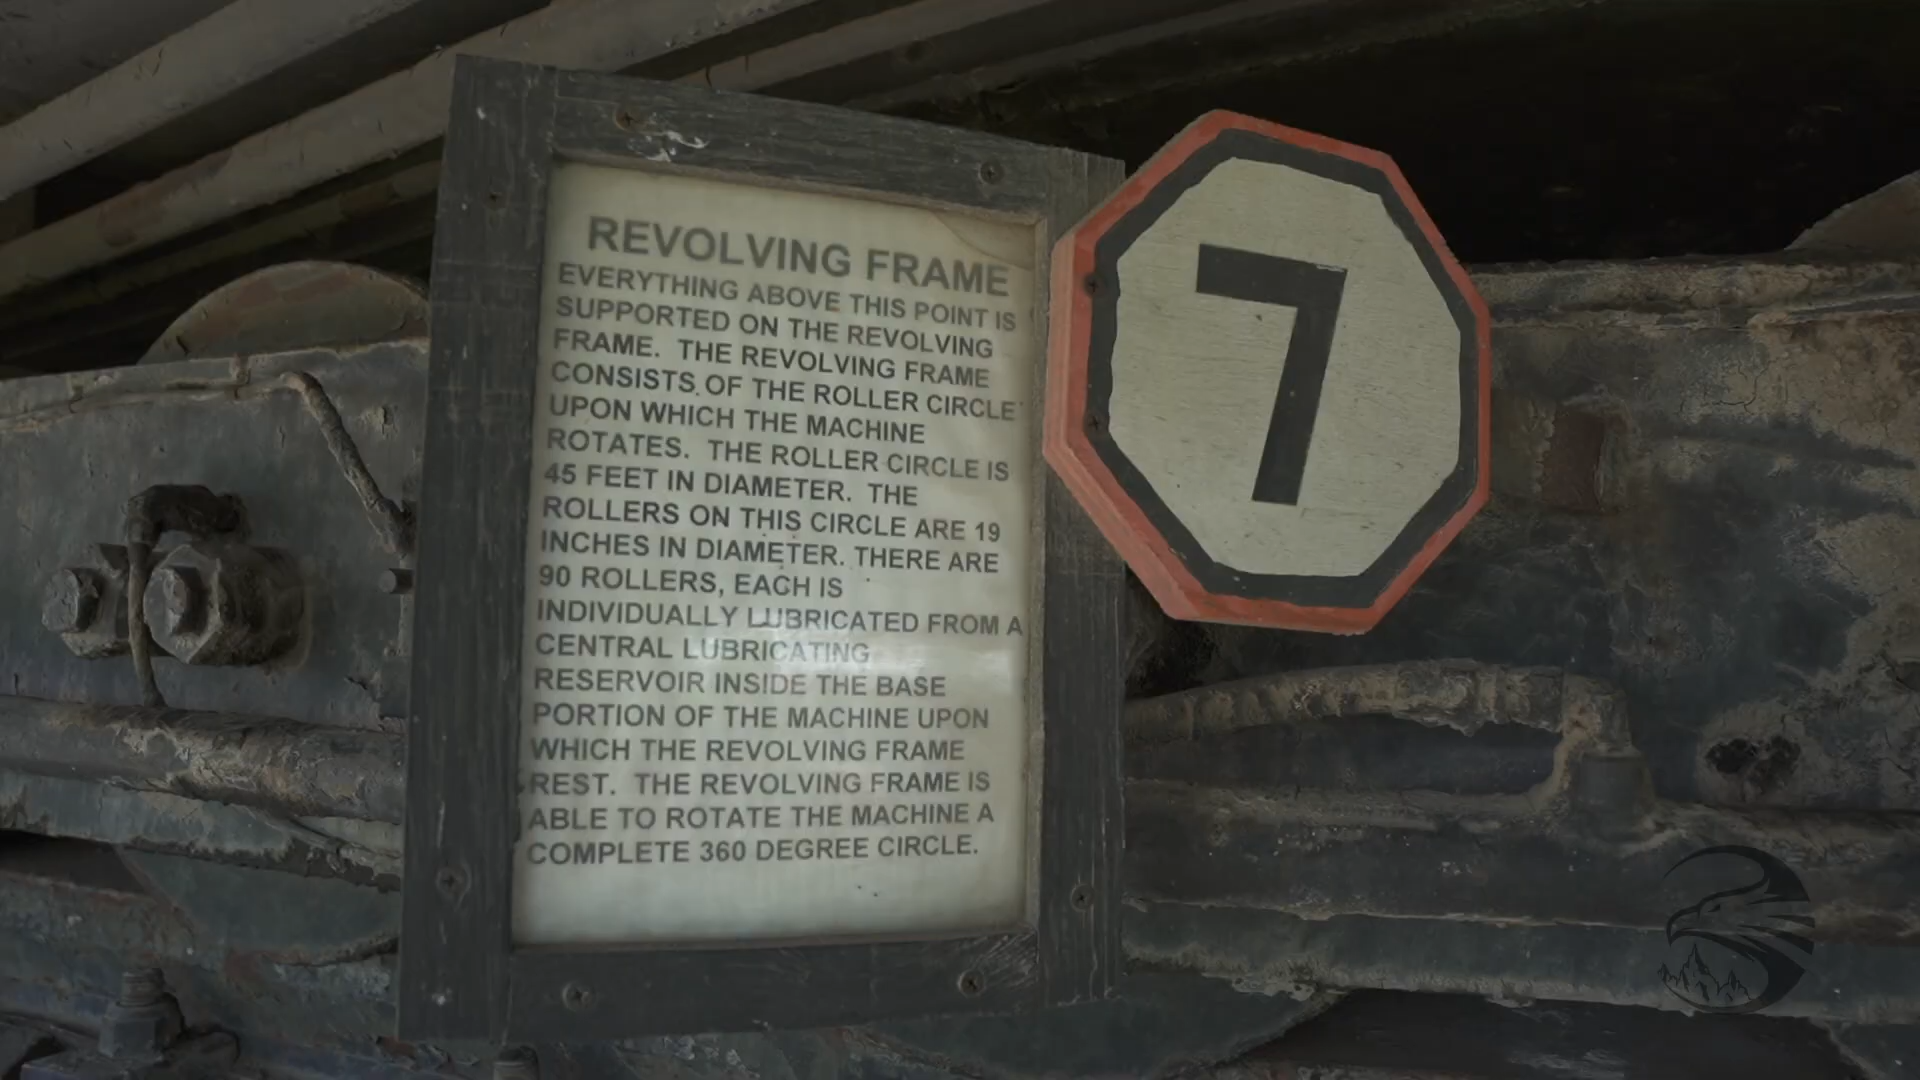 REVOLVING FRAME
EVERYTHING ABOVE THIS POINT IS
SUPPORTED ON THE REVOLVING
FRAME. THE REVOLVING FRAME
CONSISTS OF THE ROLLER CIRCLE
UPON WHICH THE MACHINE
ROTATES. THE ROLLER CIRCLE IS
45 FEET IN DIAMETER. THE
ROLLERS ON THIS CIRCLE ARE 19
INCHES IN DIAMETER. THERE ARE
90 ROLLERS, EACH IS
INDIVIDUALLY LUBRICATED FROM A
CENTRAL LUBRICATING
RESERVOIR INSIDE THE BASE
PORTION OF THE MACHINE UPON
WHICH THE REVOLVING FRAME
REST. THE REVOLVING FRAME IS
ABLE TO ROTATE THE MACHINE A
COMPLETE 360 DEGREE CIRCLE.
7